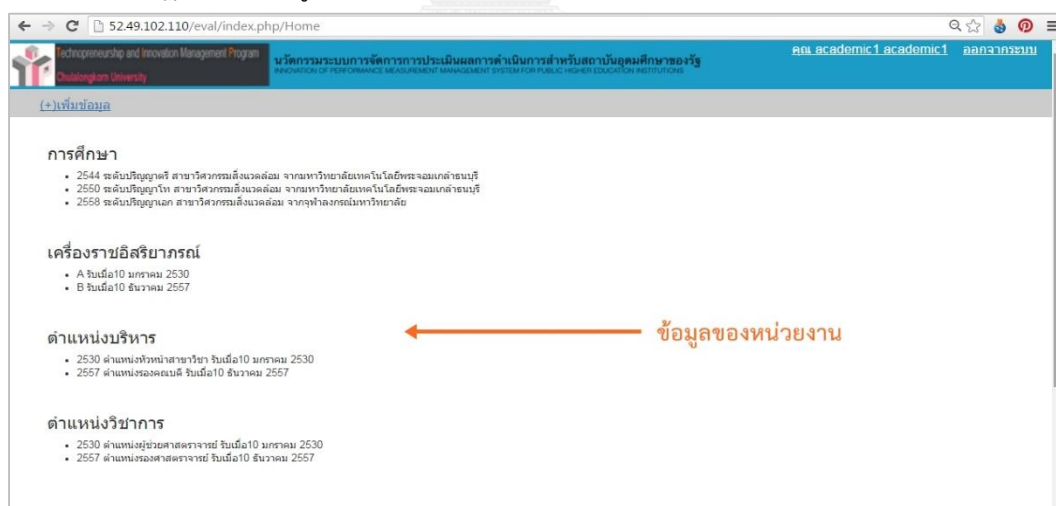 52.49.102.110/eval/index.php/Home
Technopreneurship and Innovation Management Program
Chulalongkorn University
นวัตกรรมระบบการจัดการการประเมินผลการดำเนินการสำหรับสถาบันอุดมศึกษาของรัฐ
INNOVATION OF PERFORMANCE MEASUREMENT MANAGEMENT SYSTEM FOR PUBLIC HIGHER EDUCATION INSTITUTIONS
คุณ academic1 academic1 ออกจากระบบ
(+)เพิ่มข้อมูล
การศึกษา
2544 ระดับปริญญาตรี สาขาวิศวกรรมสิ่งแวดล้อม จากมหาวิทยาลัยเทคโนโลยีพระจอมเกล้าธนบุรี
2550 ระดับปริญญาโท สาขาวิศวกรรมสิ่งแวดล้อม จากมหาวิทยาลัยเทคโนโลยีพระจอมเกล้าธนบุรี
2558 ระดับปริญญาเอก สาขาวิศวกรรมสิ่งแวดล้อม จากจุฬาลงกรณ์มหาวิทยาลัย
เครื่องราชอิสริยาภรณ์
A รับเมื่อ10 มกราคม 2530
B รับเมื่อ10 ธันวาคม 2557
ตำแหน่งบริหาร
ข้อมูลของหน่วยงาน
2530 ตำแหน่งหัวหน้าสาขาวิชา รับเมื่อ10 มกราคม 2530
2557 ตำแหน่งรองคณบดี รับเมื่อ10 ธันวาคม 2557
ตำแหน่งวิชาการ
2530 ตำแหน่งผู้ช่วยศาสตราจารย์ รับเมื่อ10 มกราคม 2530
2557 ตำแหน่งรองศาสตราจารย์ รับเมื่อ10 ธันวาคม 2557